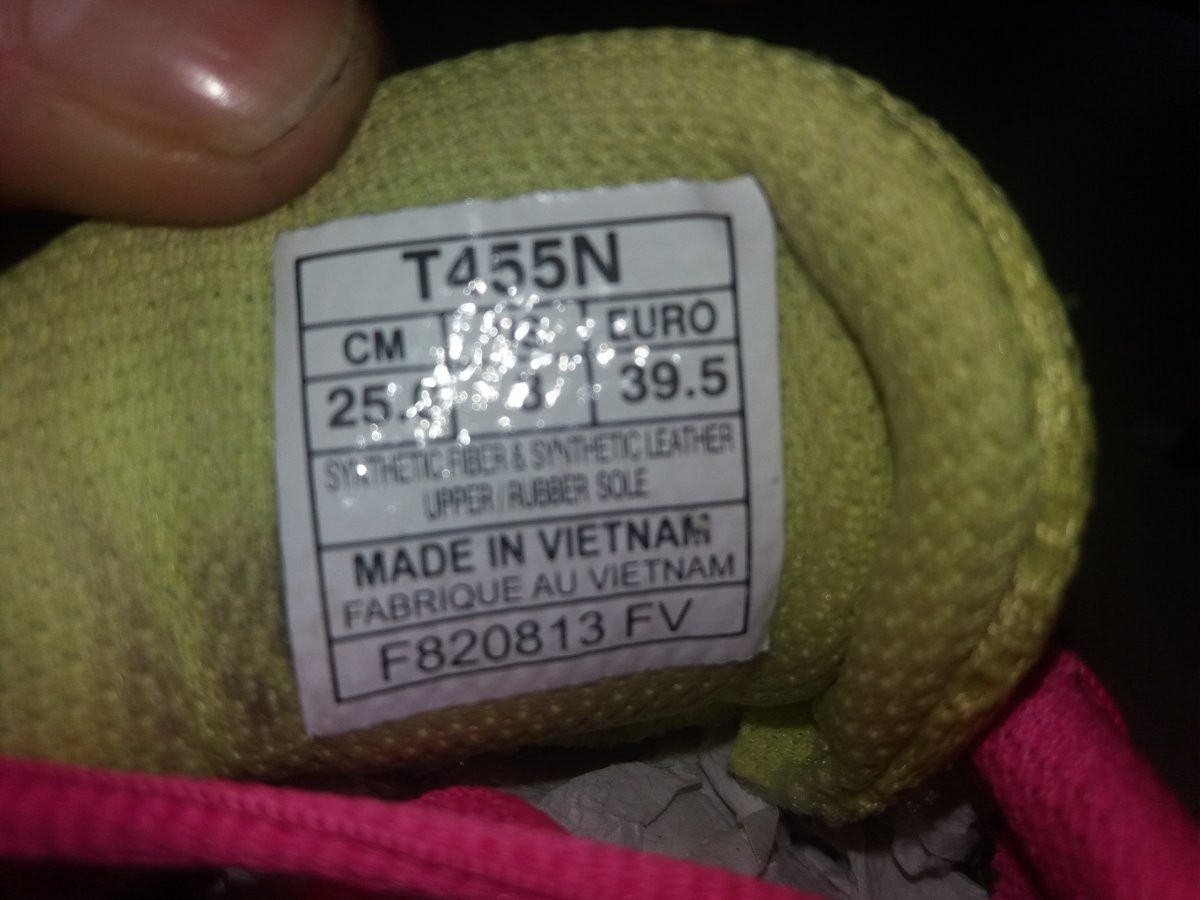 T455N
CM EURO
8 39.5
SYNTHETIC FIBER & SYNTHETIC LEATHER
UPPER / RUBBER SOLE
MADE IN VIETNAM
FABRIQUE AU VIETNAM
F820813 FV